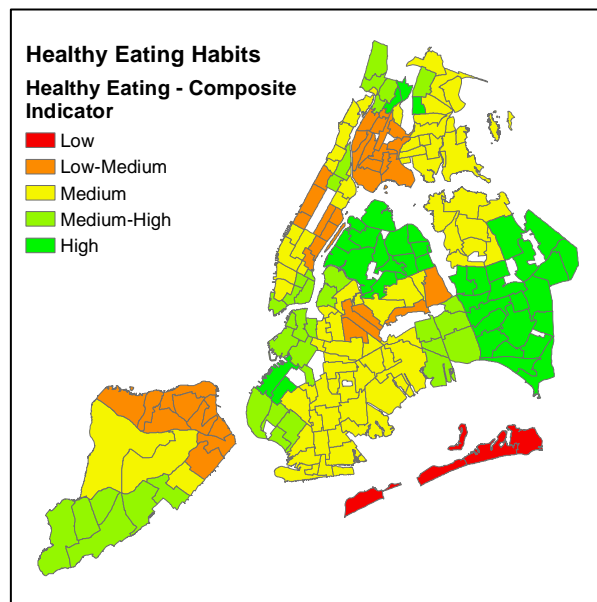 Healthy Eating Habits
Healthy Eating - Composite
Indicator
Low
Low-Medium
Medium
Medium-High
High